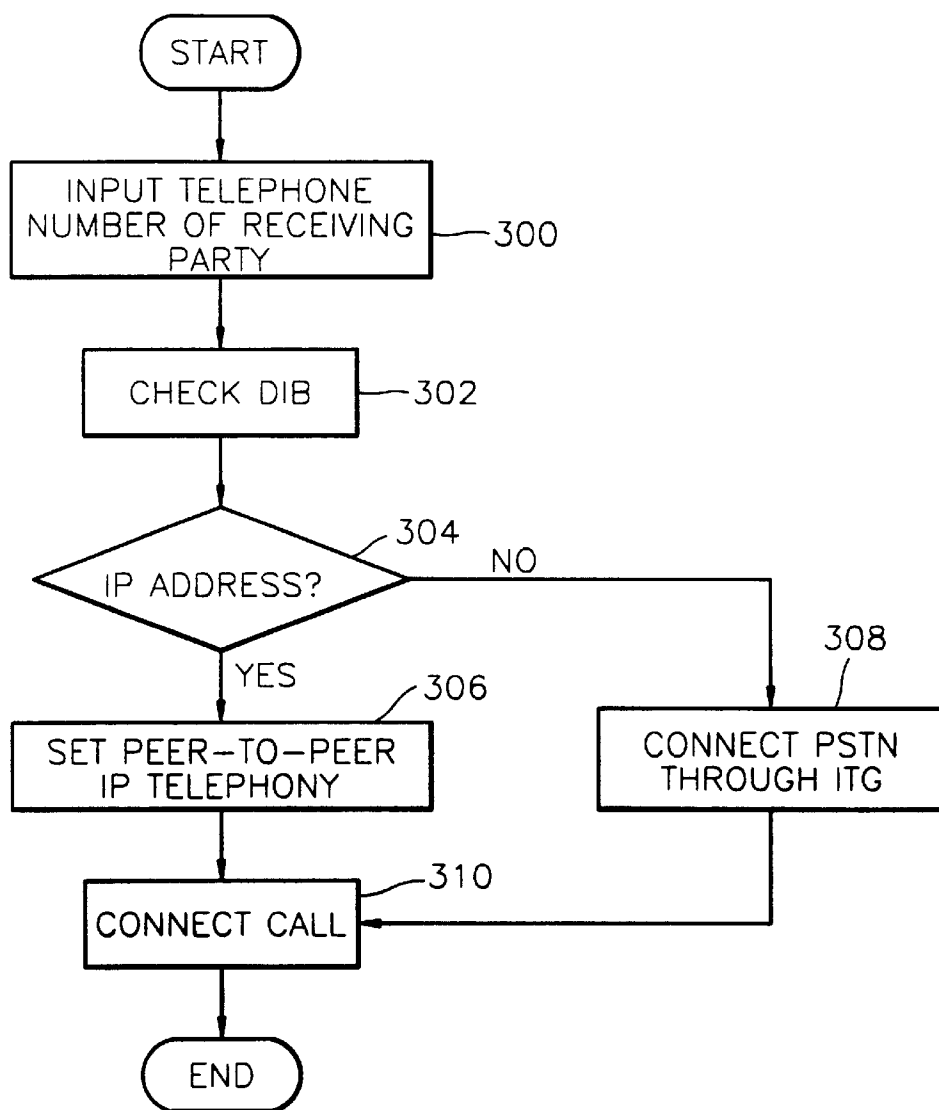 START
INPUT TELEPHONE
NUMBER OF RECEIVING
PARTY
300
CHECK DIB
302
304
IP ADDRESS?
NO
YES
306
308
SET PEER-TO-PEER
IP TELEPHONY
CONNECT PSTN
THROUGH ITG
310
CONNECT CALL
END